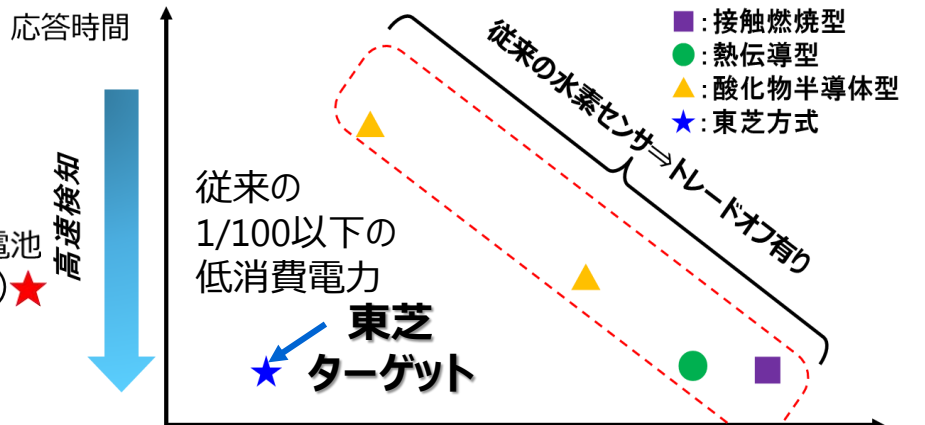 応答時間
■：接触燃焼型
●：熱伝導型
▲：酸化物半導体型
★：東芝方式
従来の水素センサ⇒トレードオフ有り
高速検知
従来の
1/100以下の
低消費電力
電池
)★
東芝
ターゲット